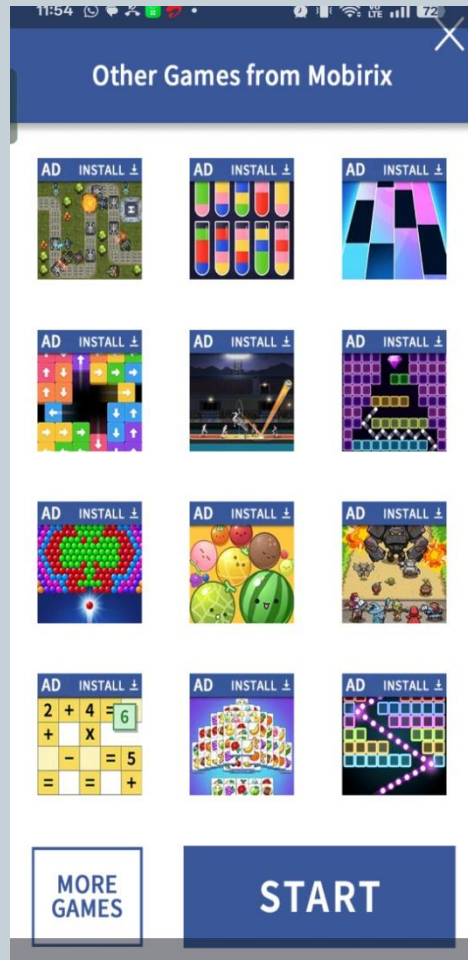 11:54 VO LTE 72
Other Games from Mobirix
AD INSTALL AD INSTALL AD INSTALL
AD INSTALL AD INSTALL AD INSTALL
AD INSTALL AD INSTALL AD INSTALL
AD INSTALL AD INSTALL AD INSTALL
2 + 4 = 6
+ x
- = 5
= = +
MORE
GAMES
START